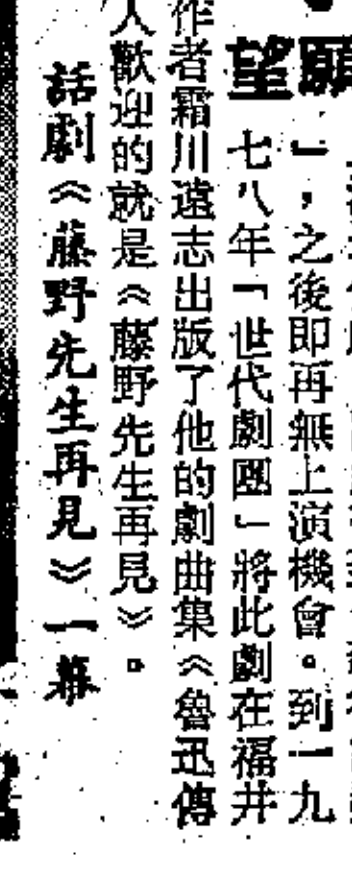 願
望
」，之後即再無上演機會。到一九
七八年「世代劇團」將此劇在福井
作者霜川遠志出版了他的劇曲集《魯迅傳
人歡迎的就是《藤野先生再見》。
話劇《藤野先生再見》一幕